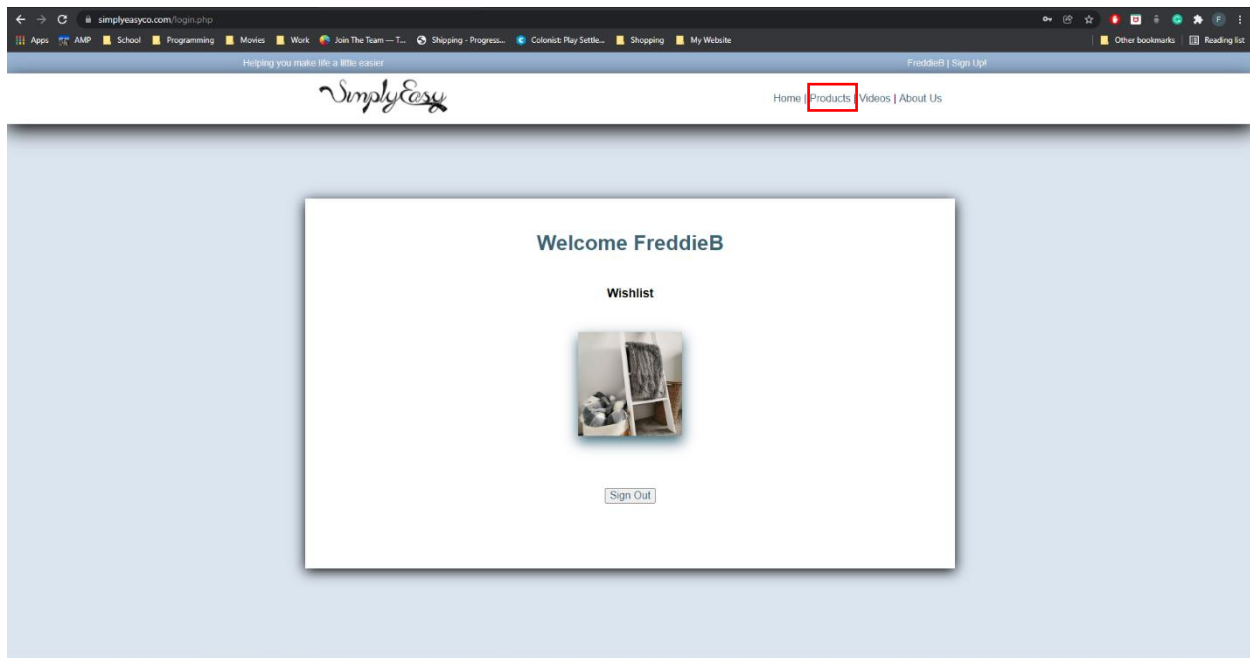 simplyeasyco.com/login.php
Apps AMP School Programming Movies Work Join The Team — T... Shipping - Progress... Colonist: Play Settle... Shopping My Website Other bookmarks Reading list
Helping you make life a little easier FreddieB | Sign Up!
SimplyEasy Home | Products | Videos | About Us
Welcome FreddieB
Wishlist
Sign Out